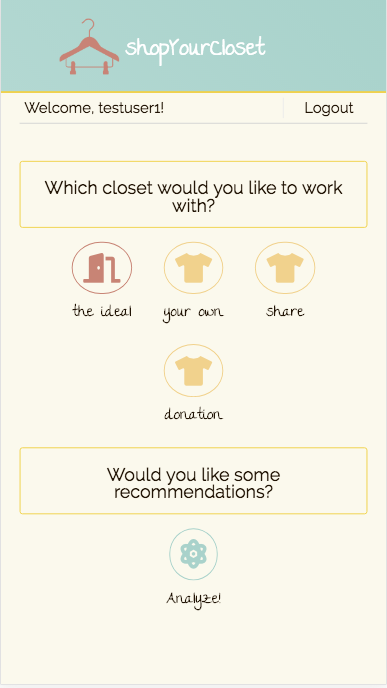 shopYourCloset
Welcome, testuser1!
Logout
Which closet would you like to work
with?
the ideal
your own
share
donation
Would you like some
recommendations?
Analyze!